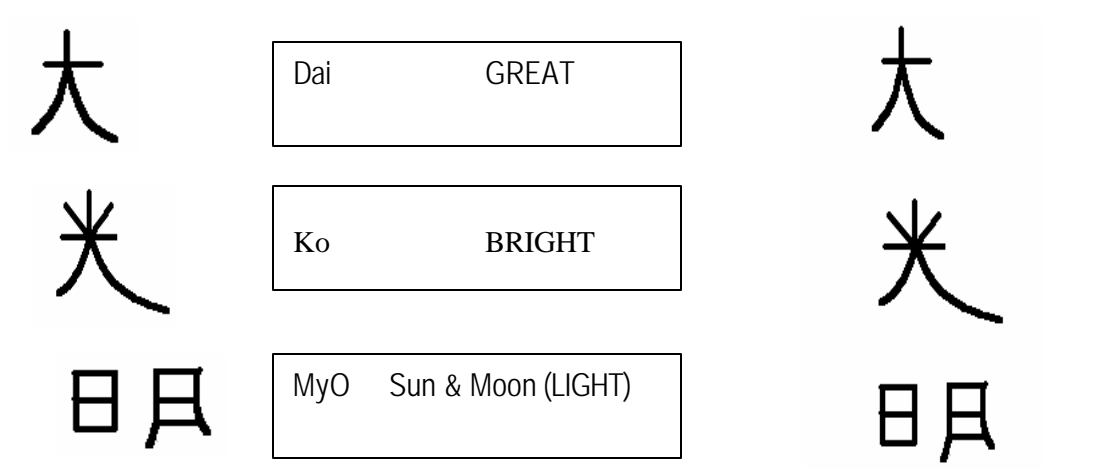 大 Dai GREAT 大
光 Ko BRIGHT 光
明 MyO Sun & Moon (LIGHT) 明